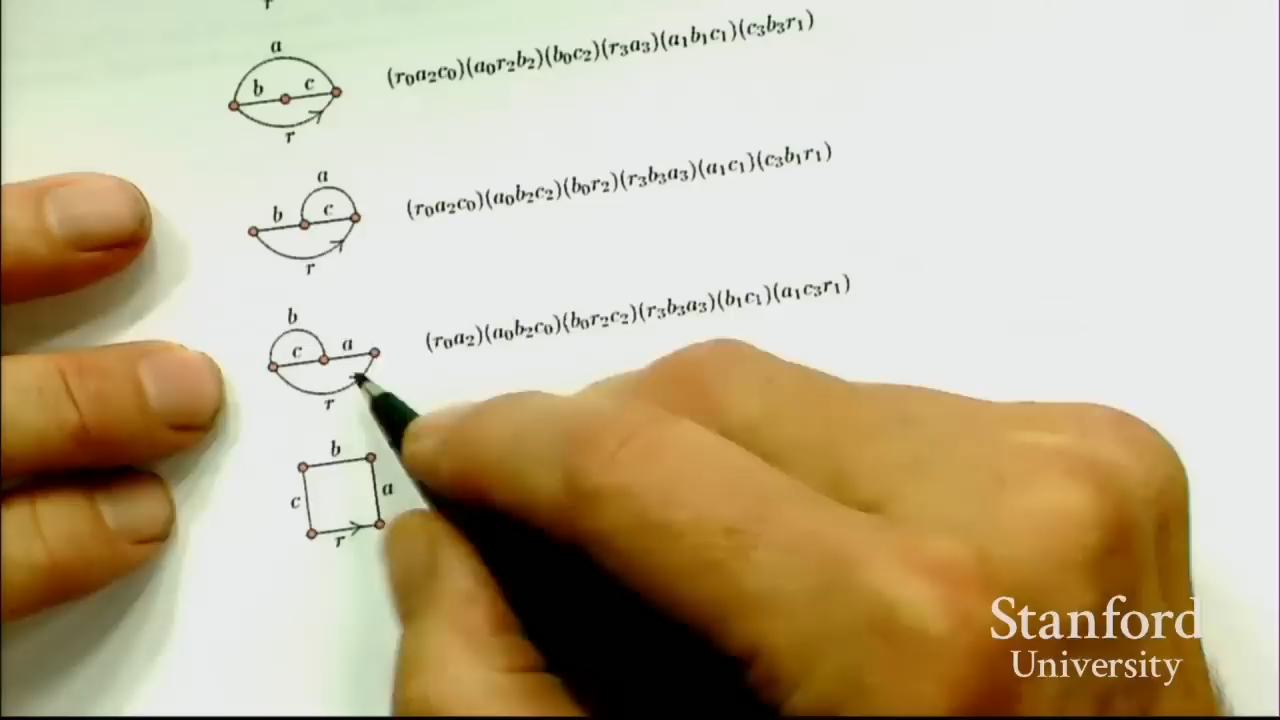 r
a
b c
r
(r₀a₂c₀)(a₀r₂b₂)(b₀c₂)(r₃a₃)(a₁b₁c₁)(c₃b₃r₁)
a
b c
r
(r₀a₂c₀)(a₀b₂c₂)(b₀r₂)(r₃b₃a₃)(a₁c₁)(c₃b₁r₁)
b
c a
r
(r₀a₂)(a₀b₂c₀)(b₀r₂c₂)(r₃b₃a₃)(b₁c₁)(a₁c₃r₁)
b
c a
r
Stanford
University